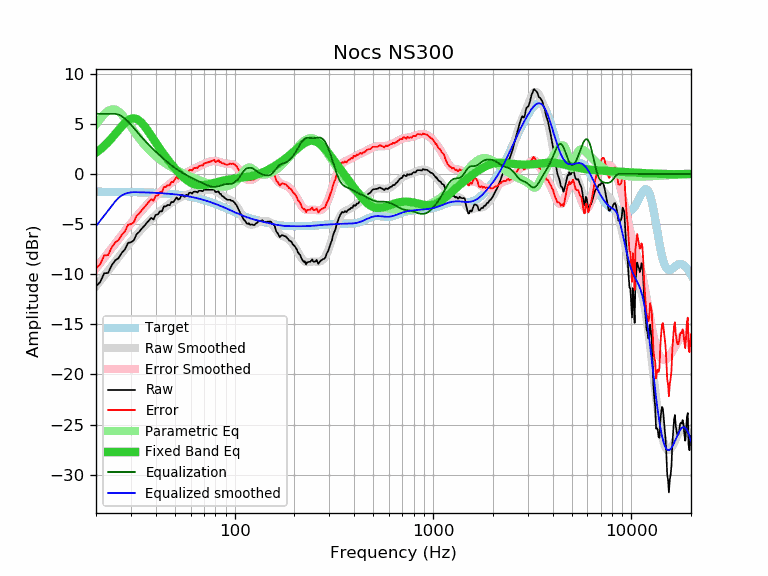 Nocs NS300
10
5
0
−5
−10
−15
−20
−25
−30
Amplitude (dBr)
Target
Raw Smoothed
Error Smoothed
Raw
Error
Parametric Eq
Fixed Band Eq
Equalization
Equalized smoothed
100
1000
10000
Frequency (Hz)